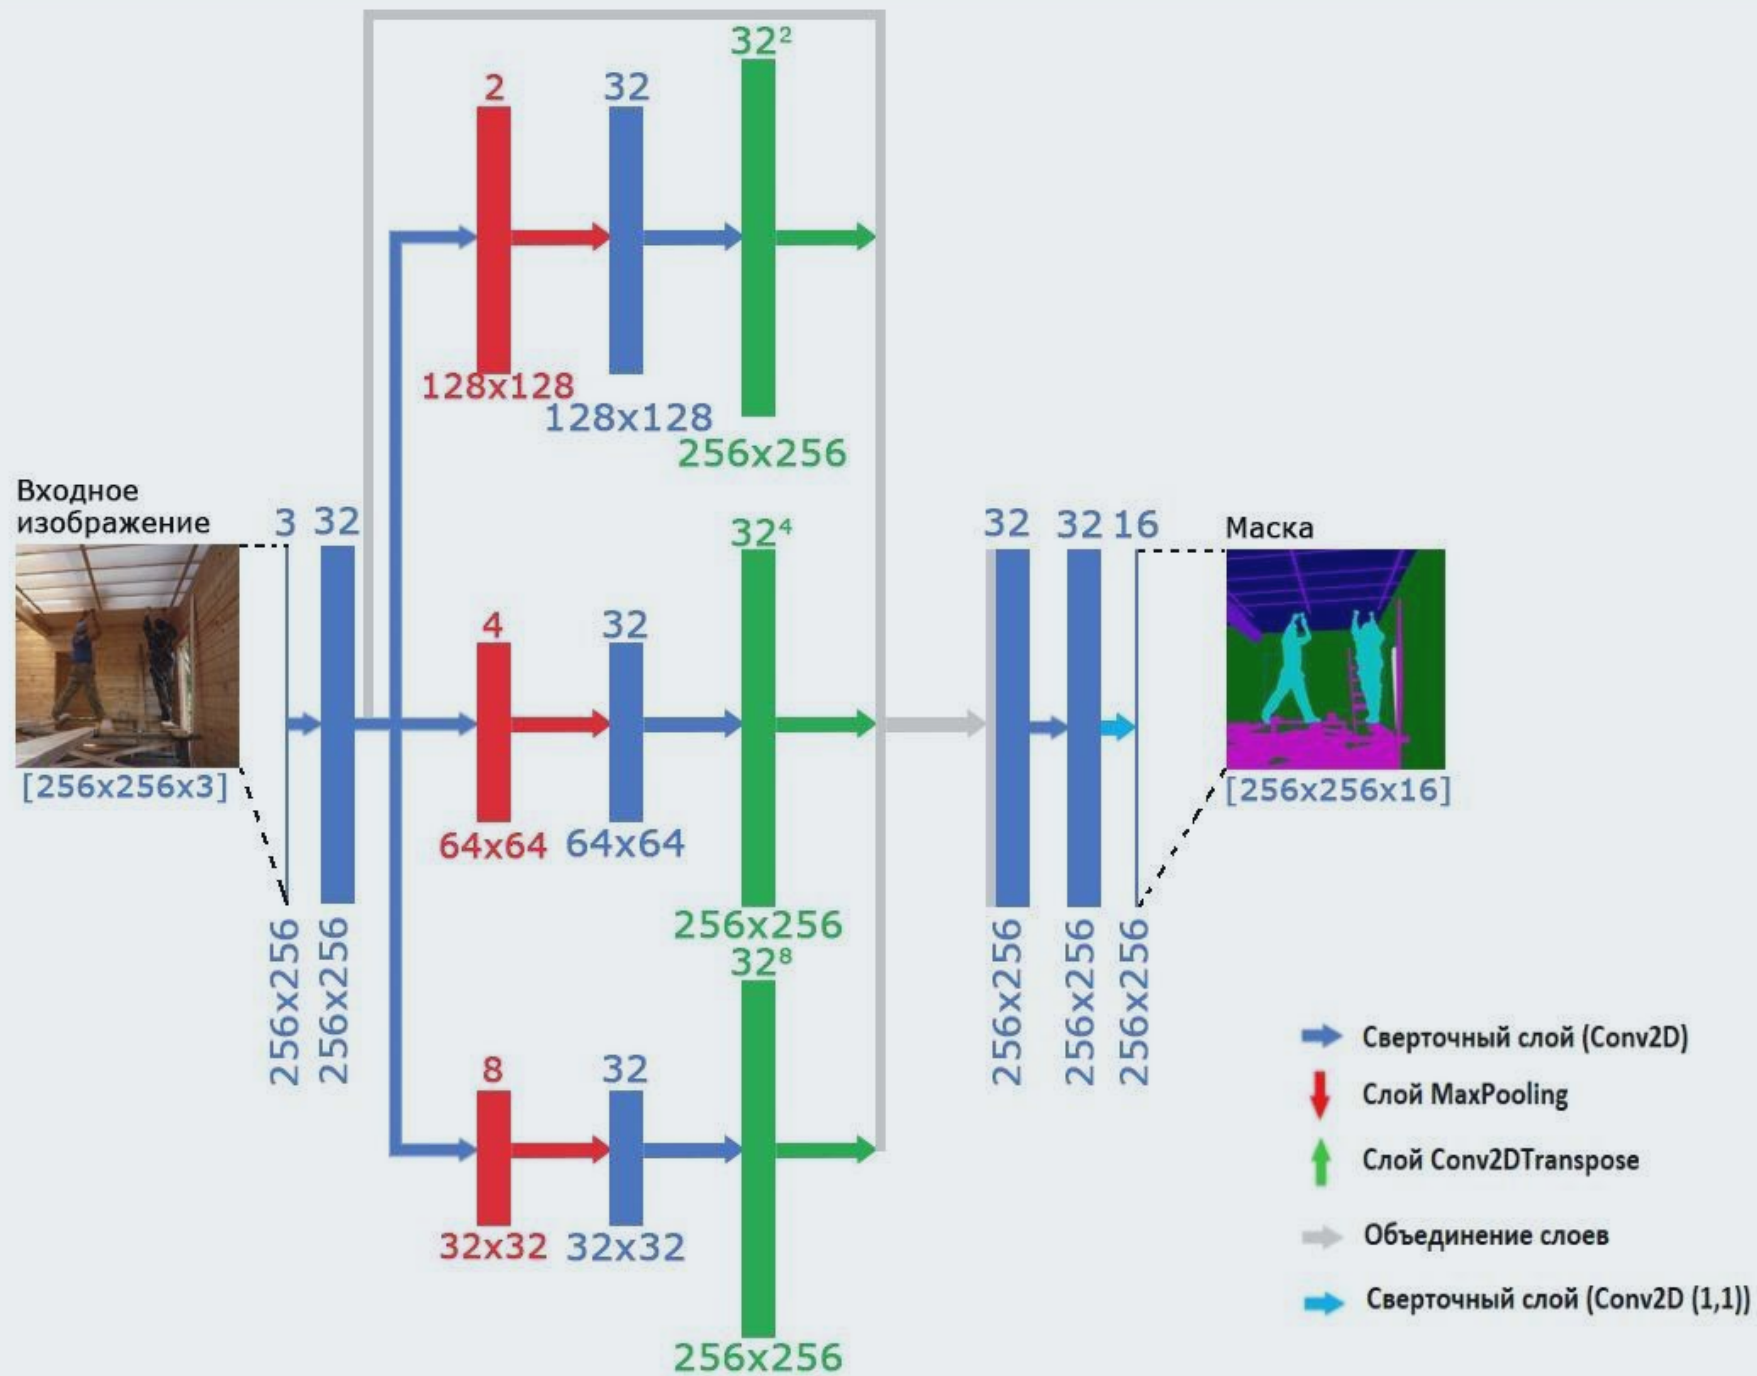 32²
2
32
128x128
128x128
256x256
Входное
изображение
3
32
[256x256x3]
256x256
256x256
4
32
32⁴
64x64
64x64
256x256
8
32
32⁸
32x32
32x32
256x256
32
32
16
256x256
256x256
256x256
Маска
[256x256x16]
Сверточный слой (Conv2D)
Слой MaxPooling
Слой Conv2DTranspose
Объединение слоев
Сверточный слой (Conv2D (1,1))